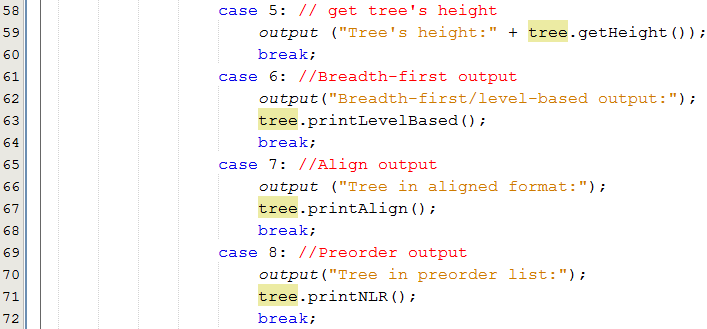 58 case 5: // get tree's height
59 output ("Tree's height:" + tree.getHeight());
60 break;
61 case 6: //Breadth-first output
62 output("Breadth-first/level-based output:");
63 tree.printLevelBased();
64 break;
65 case 7: //Align output
66 output ("Tree in aligned format:");
67 tree.printAlign();
68 break;
69 case 8: //Preorder output
70 output("Tree in preorder list:");
71 tree.printNLR();
72 break;